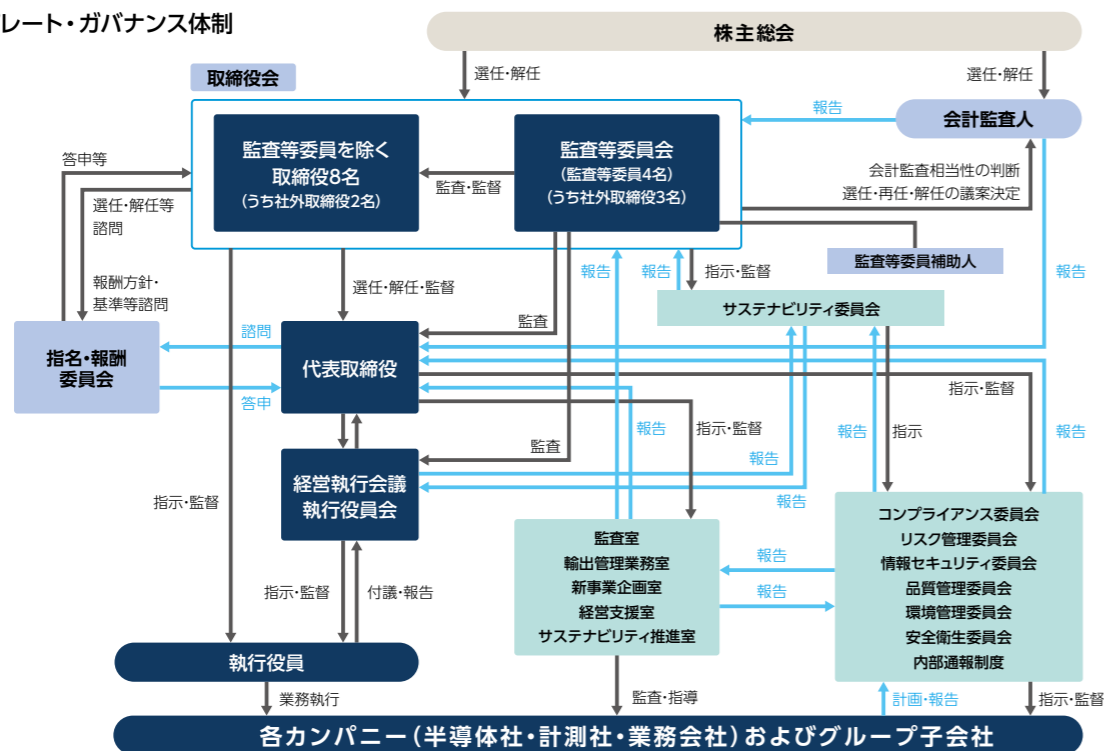 レート・ガバナンス体制
株主総会
選任・解任
選任・解任
取締役会
報告
会計監査人
監査等委員を除く
取締役8名
(うち社外取締役2名)
監査・監督
監査等委員会
(監査等委員4名)
(うち社外取締役3名)
会計監査相当性の判断
選任・再任・解任の議案決定
答申等
選任・解任等
諮問
報酬方針・
基準等諮問
選任・解任・監督
報告
報告
指示・監督
監査等委員補助人
報告
サステナビリティ委員会
監査
指名・報酬
委員会
諮問
答申
代表取締役
指示・監督
報告
指示・監督
報告
指示
報告
監査
報告
報告
経営執行会議
執行役員会
指示・監督
指示・監督
付議・報告
監査室
輸出管理業務室
新事業企画室
経営支援室
サステナビリティ推進室
報告
報告
コンプライアンス委員会
リスク管理委員会
情報セキュリティ委員会
品質管理委員会
環境管理委員会
安全衛生委員会
内部通報制度
執行役員
業務執行
監査・指導
計画・報告
指示・監督
各カンパニー(半導体社・計測社・業務会社)およびグループ子会社